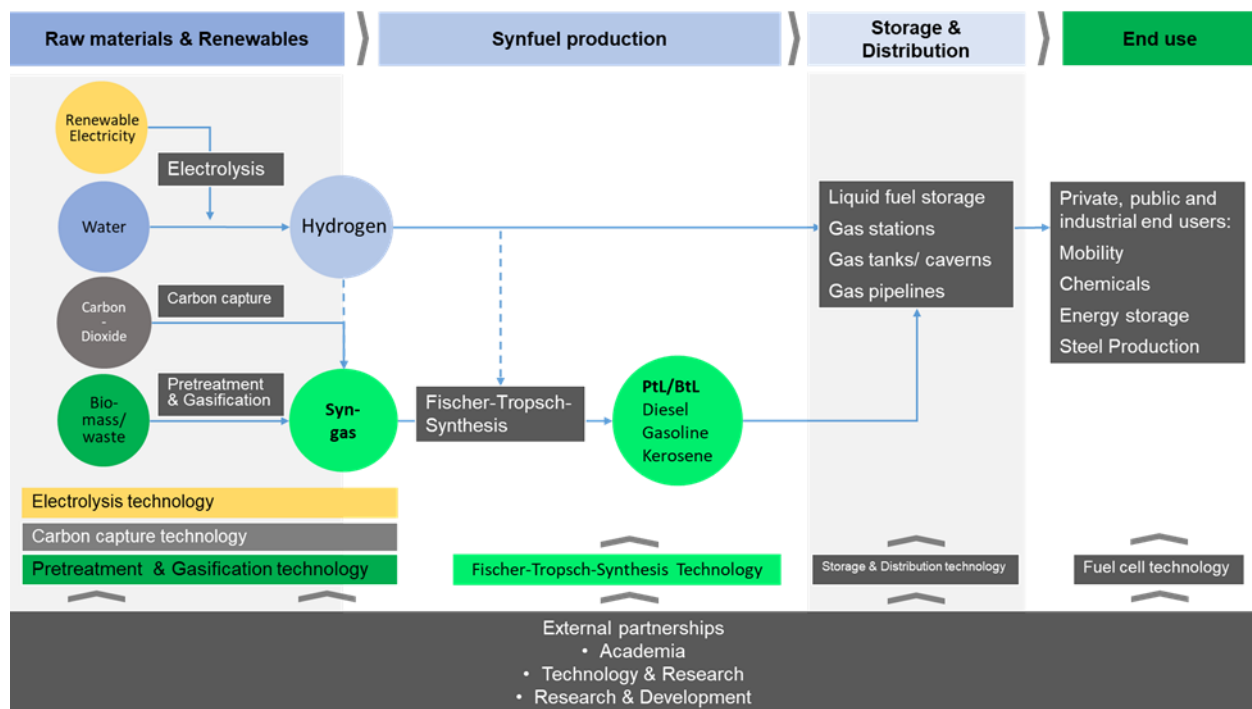 Raw materials & Renewables
Synfuel production
Storage &
Distribution
End use
Renewable
Electricity
Electrolysis
Water
Hydrogen
Carbon
-
Dioxide
Carbon capture
Bio-
mass/
waste
Pretreatment
& Gasification
Syn-
gas
Fischer-Tropsch-
Synthesis
PtL/BtL
Diesel
Gasoline
Kerosene
Liquid fuel storage
Gas stations
Gas tanks/ caverns
Gas pipelines
Private, public and
industrial end users:
Mobility
Chemicals
Energy storage
Steel Production
Electrolysis technology
Carbon capture technology
Pretreatment & Gasification technology
Fischer-Tropsch-Synthesis Technology
Storage & Distribution technology
Fuel cell technology
External partnerships
• Academia
• Technology & Research
• Research & Development